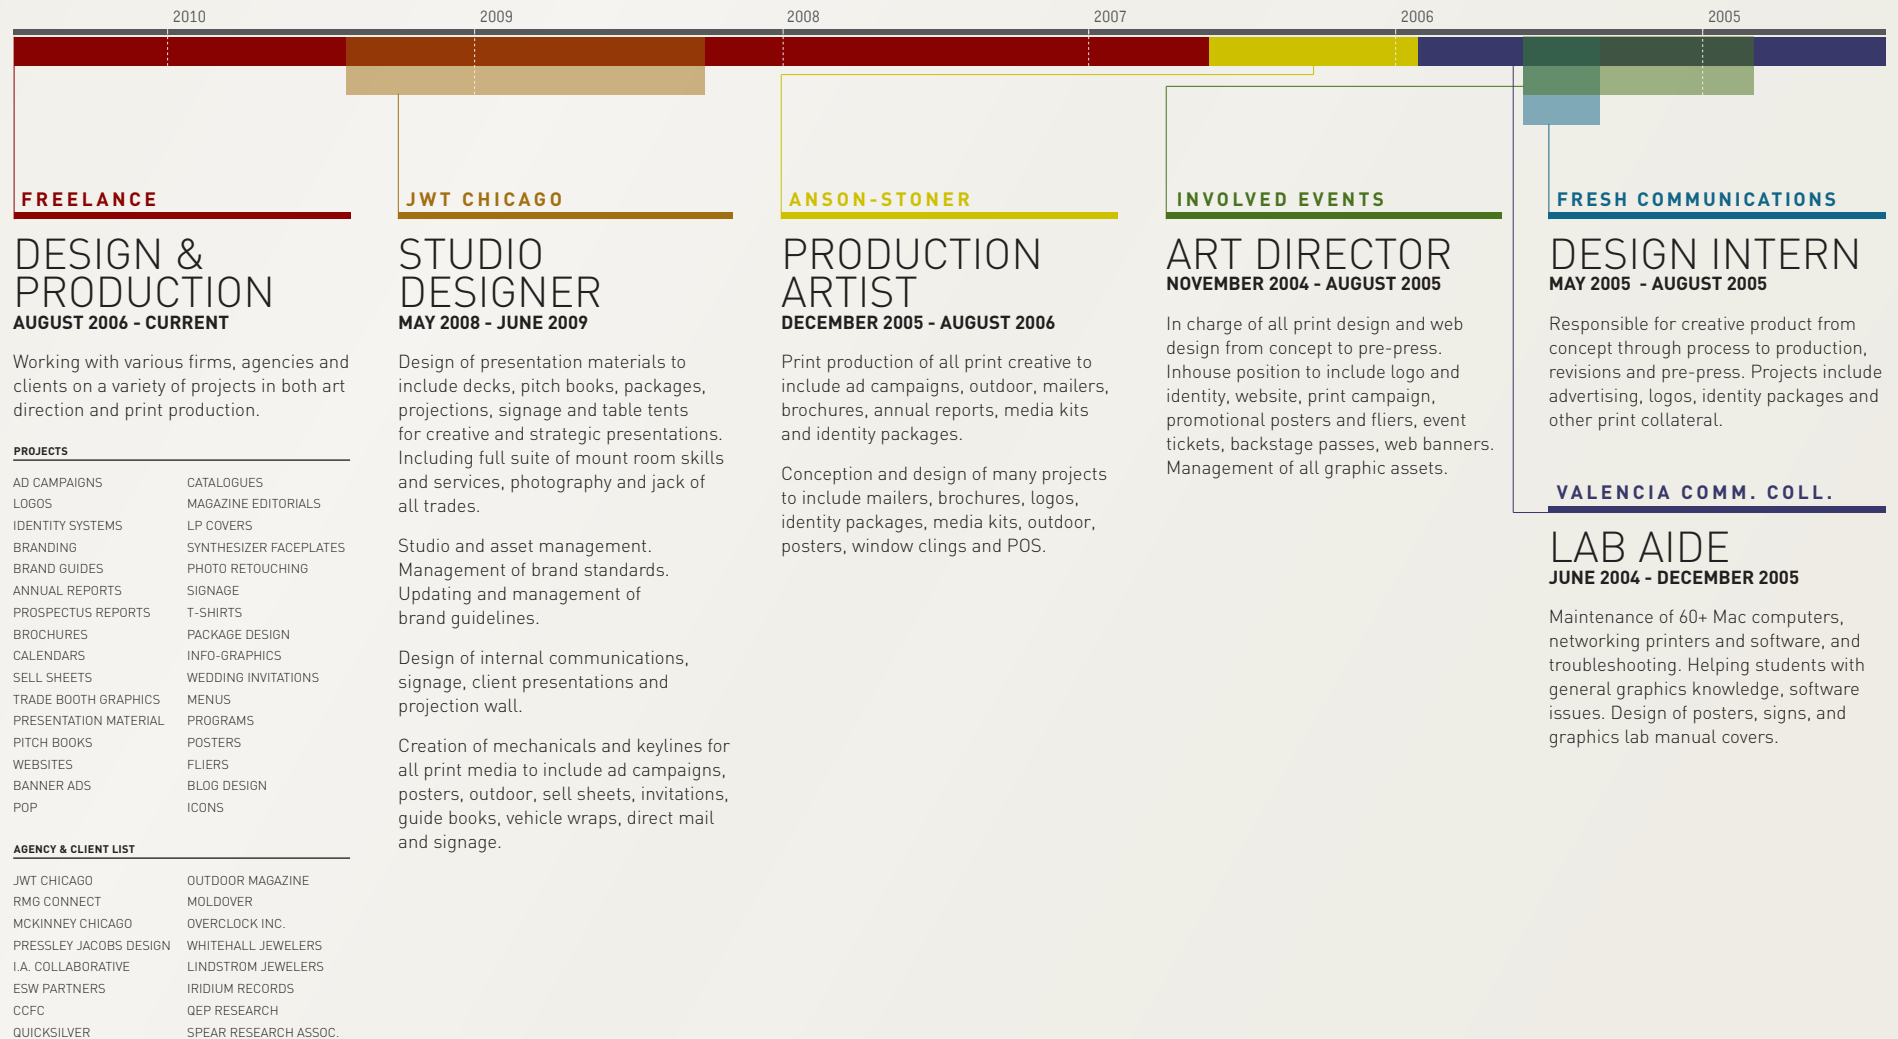 2010
2009
2008
2007
2006
2005
FREELANCE
DESIGN &
PRODUCTION
AUGUST 2006 - CURRENT
Working with various firms, agencies and
clients on a variety of projects in both art
direction and print production.
PROJECTS
AD CAMPAIGNS
LOGOS
IDENTITY SYSTEMS
BRANDING
BRAND GUIDES
ANNUAL REPORTS
PROSPECTUS REPORTS
BROCHURES
CALENDARS
SELL SHEETS
TRADE BOOTH GRAPHICS
PRESENTATION MATERIAL
PITCH BOOKS
WEBSITES
BANNER ADS
POP
CATALOGUES
MAGAZINE EDITORIALS
LP COVERS
SYNTHESIZER FACEPLATES
PHOTO RETOUCHING
SIGNAGE
T-SHIRTS
PACKAGE DESIGN
INFO-GRAPHICS
WEDDING INVITATIONS
MENUS
PROGRAMS
POSTERS
FLIERS
BLOG DESIGN
ICONS
AGENCY & CLIENT LIST
JWT CHICAGO
RMG CONNECT
MCKINNEY CHICAGO
PRESSLEY JACOBS DESIGN
I.A. COLLABORATIVE
ESW PARTNERS
CCFC
QUICKSILVER
OUTDOOR MAGAZINE
MOLDOVER
OVERCLOCK INC.
WHITEHALL JEWELERS
LINDSTROM JEWELERS
IRIDIUM RECORDS
QEP RESEARCH
SPEAR RESEARCH ASSOC.
JWT CHICAGO
STUDIO
DESIGNER
MAY 2008 - JUNE 2009
Design of presentation materials to
include decks, pitch books, packages,
projections, signage and table tents
for creative and strategic presentations.
Including full suite of mount room skills
and services, photography and jack of
all trades.
Studio and asset management.
Management of brand standards.
Updating and management of
brand guidelines.
Design of internal communications,
signage, client presentations and
projection wall.
Creation of mechanicals and keylines for
all print media to include ad campaigns,
posters, outdoor, sell sheets, invitations,
guide books, vehicle wraps, direct mail
and signage.
ANSON-STONER
PRODUCTION
ARTIST
DECEMBER 2005 - AUGUST 2006
Print production of all print creative to
include ad campaigns, outdoor, mailers,
brochures, annual reports, media kits
and identity packages.
Conception and design of many projects
to include mailers, brochures, logos,
identity packages, media kits, outdoor,
posters, window clings and POS.
INVOLVED EVENTS
ART DIRECTOR
NOVEMBER 2004 - AUGUST 2005
In charge of all print design and web
design from concept to pre-press.
Inhouse position to include logo and
identity, website, print campaign,
promotional posters and fliers, event
tickets, backstage passes, web banners.
Management of all graphic assets.
FRESH COMMUNICATIONS
DESIGN INTERN
MAY 2005 - AUGUST 2005
Responsible for creative product from
concept through process to production,
revisions and pre-press. Projects include
advertising, logos, identity packages and
other print collateral.
VALENCIA COMM. COLL.
LAB AIDE
JUNE 2004 - DECEMBER 2005
Maintenance of 60+ Mac computers,
networking printers and software, and
troubleshooting. Helping students with
general graphics knowledge, software
issues. Design of posters, signs, and
graphics lab manual covers.